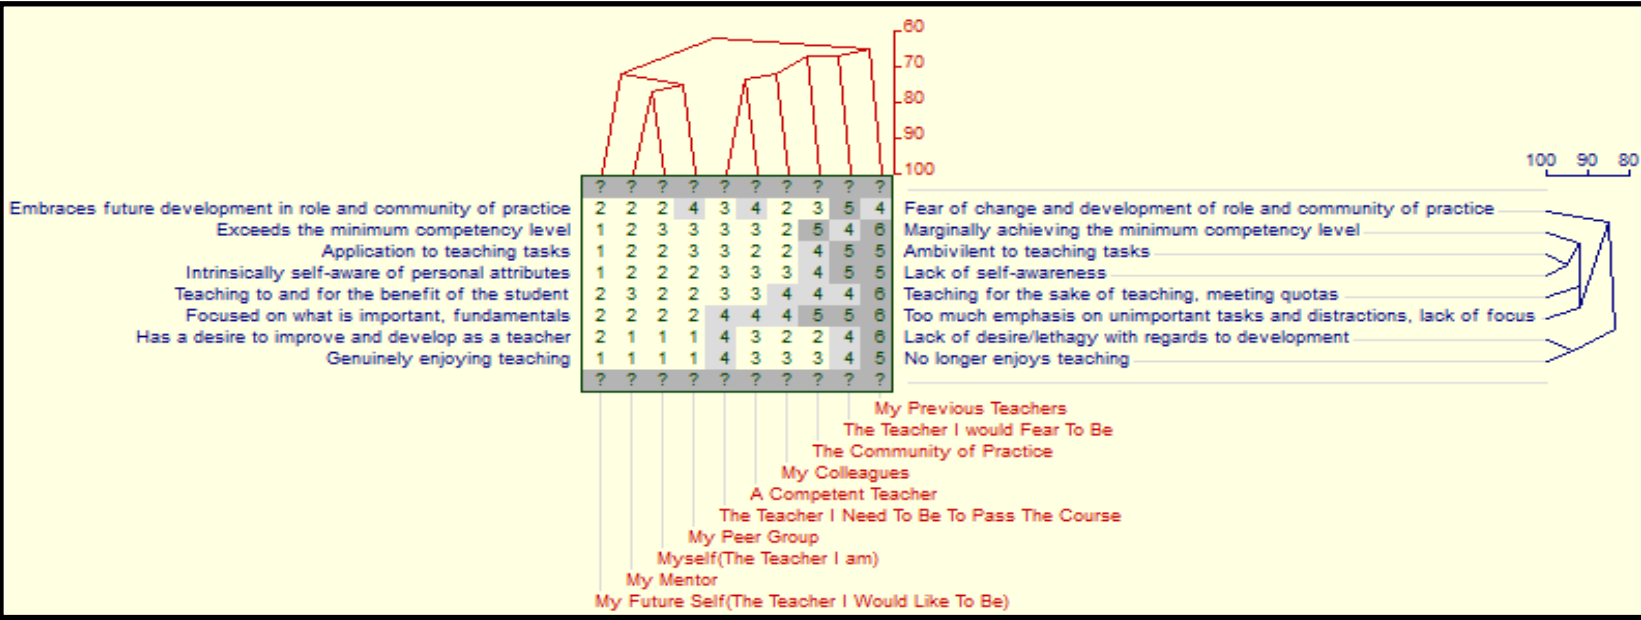 60
70
80
90
100
100 90 80
? ? ? ? ? ? ? ? ? ?
Embraces future development in role and community of practice 2 2 2 4 3 4 2 3 5 4 Fear of change and development of role and community of practice
Exceeds the minimum competency level 1 2 3 3 3 3 2 5 4 6 Marginally achieving the minimum competency level
Application to teaching tasks 1 2 2 3 3 2 2 4 5 5 Ambivilent to teaching tasks
Intrinsically self-aware of personal attributes 1 2 2 2 3 3 3 4 5 5 Lack of self-awareness
Teaching to and for the benefit of the student 2 3 2 2 3 3 4 4 4 6 Teaching for the sake of teaching, meeting quotas
Focused on what is important, fundamentals 2 2 2 2 4 4 4 5 5 6 Too much emphasis on unimportant tasks and distractions, lack of focus
Has a desire to improve and develop as a teacher 2 1 1 1 4 3 2 2 4 6 Lack of desire/lethagy with regards to development
Genuinely enjoying teaching 1 1 1 1 4 3 3 3 4 5 No longer enjoys teaching
? ? ? ? ? ? ? ? ? ?
My Previous Teachers
The Teacher I would Fear To Be
The Community of Practice
My Colleagues
A Competent Teacher
The Teacher I Need To Be To Pass The Course
My Peer Group
Myself(The Teacher I am)
My Mentor
My Future Self(The Teacher I Would Like To Be)